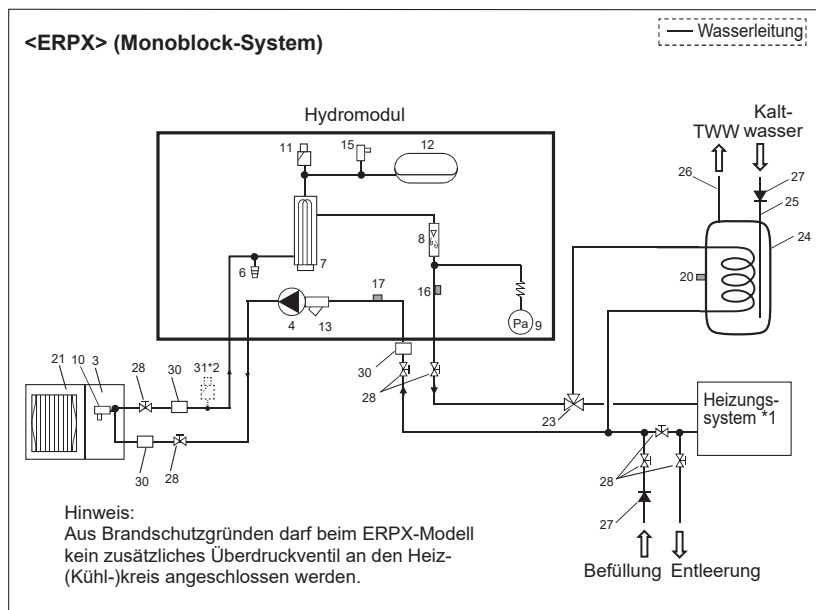 <ERPX> (Monoblock-System)
Wasserleitung
Hydromodul
TWW
Kalt-
wasser
11
15
12
26
27
25
24
8
7
6
17
16
20
4
13
Pa
9
21
10
3
28
30
31*2
30
28
23
Heizungs-
system *1
30
28
28
27
Befüllung
Entleerung
Hinweis:
Aus Brandschutzgründen darf beim ERPX-Modell
kein zusätzliches Überdruckventil an den Heiz-
(Kühl-)kreis angeschlossen werden.